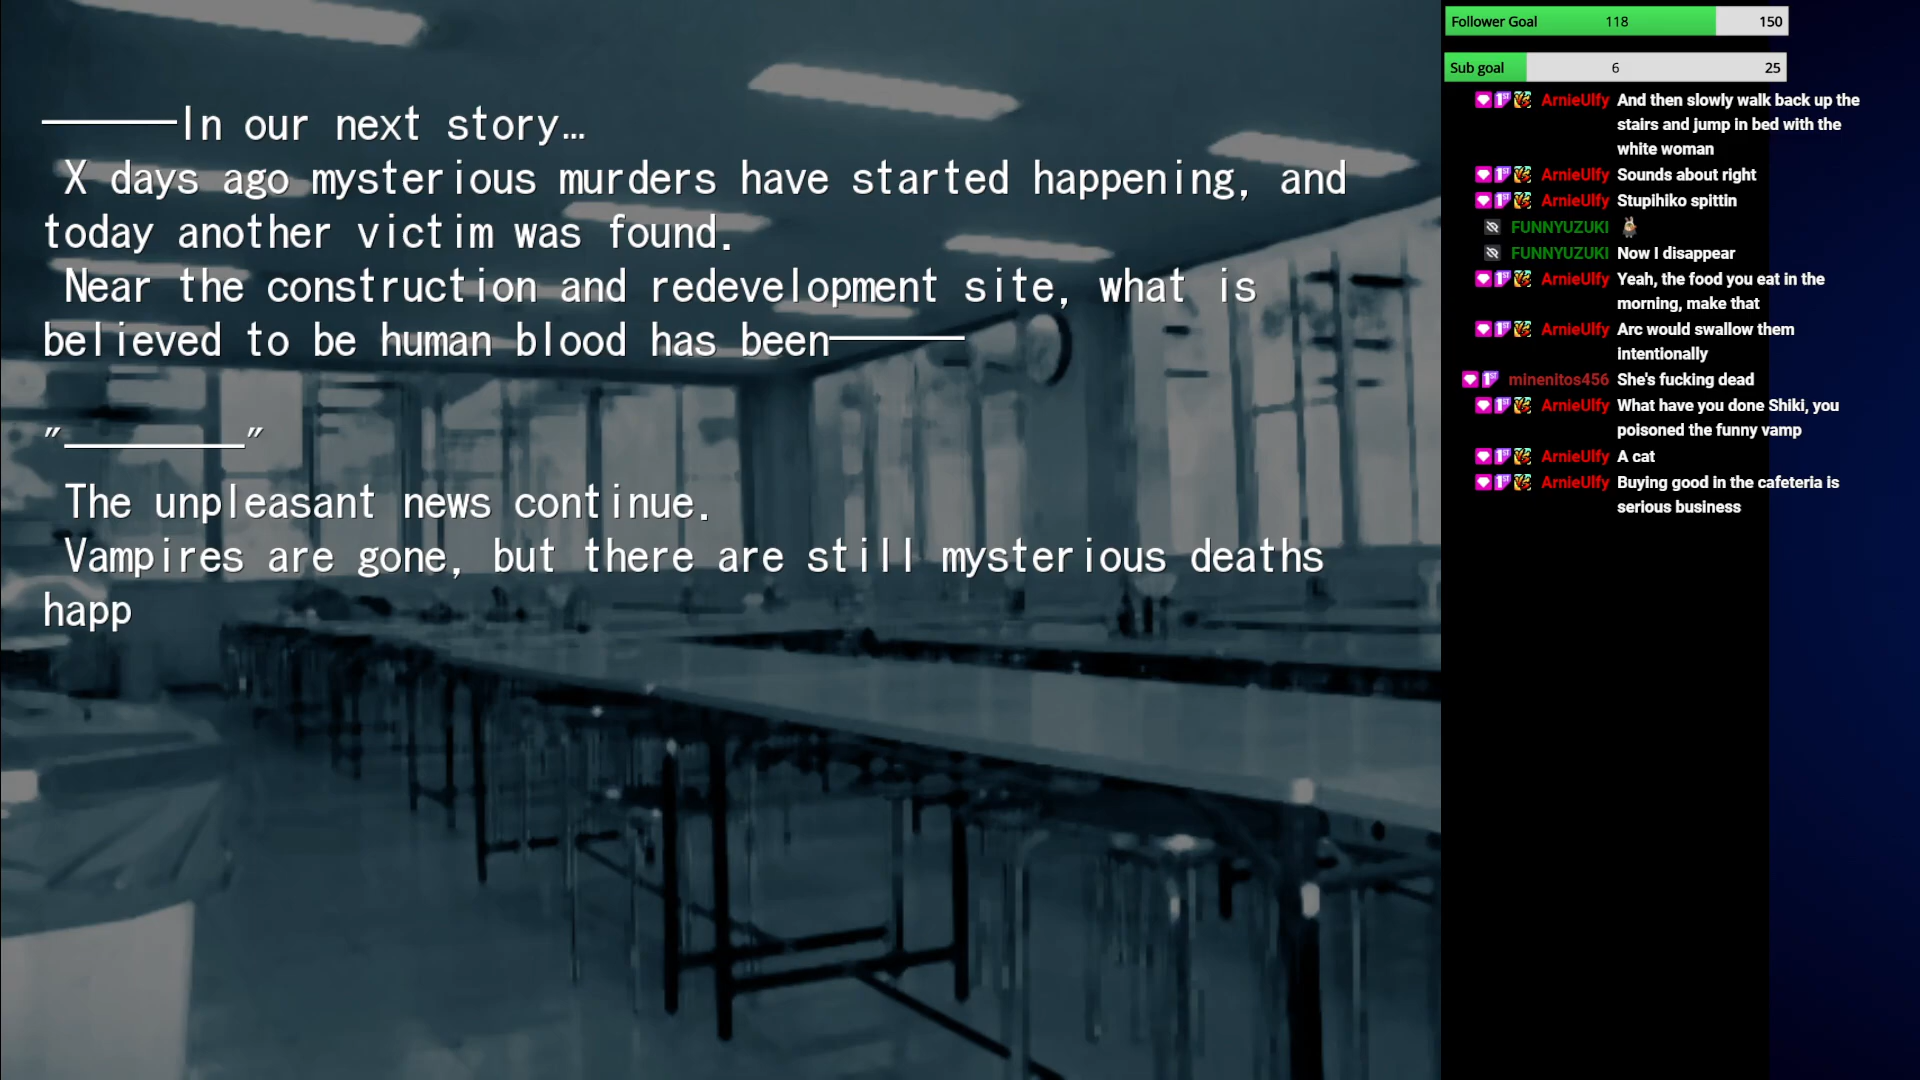 ————In our next story…
X days ago mysterious murders have started happening, and
today another victim was found.
Near the construction and redevelopment site, what is
believed to be human blood has been————
"________"
The unpleasant news continue.
Vampires are gone, but there are still mysterious deaths
happ
Follower Goal 118 150
Sub goal 6 25
ArnieUlfy And then slowly walk back up the
stairs and jump in bed with the
white woman
ArnieUlfy Sounds about right
ArnieUlfy Stupihiko spittin
FUNNYUZUKI
FUNNYUZUKI Now I disappear
ArnieUlfy Yeah, the food you eat in the
morning, make that
ArnieUlfy Arc would swallow them
intentionally
minenitos456 She's fucking dead
ArnieUlfy What have you done Shiki, you
poisoned the funny vamp
ArnieUlfy A cat
ArnieUlfy Buying good in the cafeteria is
serious business